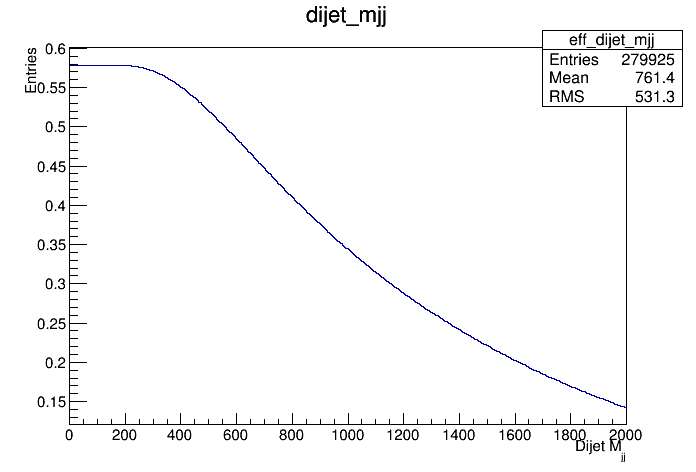 dijet_mjj
eff_dijet_mjj
Entries 279925
Mean 761.4
RMS 531.3
Entries
0.6
0.55
0.5
0.45
0.4
0.35
0.3
0.25
0.2
0.15
0 200 400 600 800 1000 1200 1400 1600 1800 2000
Dijet Mjj